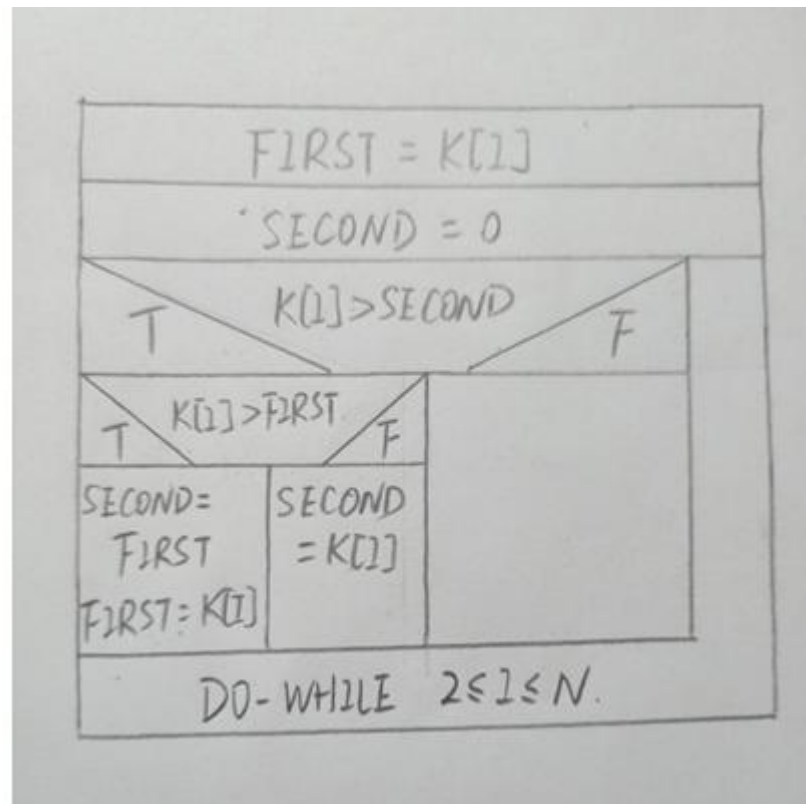 FIRST = K[1]
SECOND = 0
K[I]>SECOND
T
F
K[I]>FIRST
T
F
SECOND=
FIRST
FIRST=K[I]
SECOND
=K[I]
DO-WHILE 2≤I≤N.